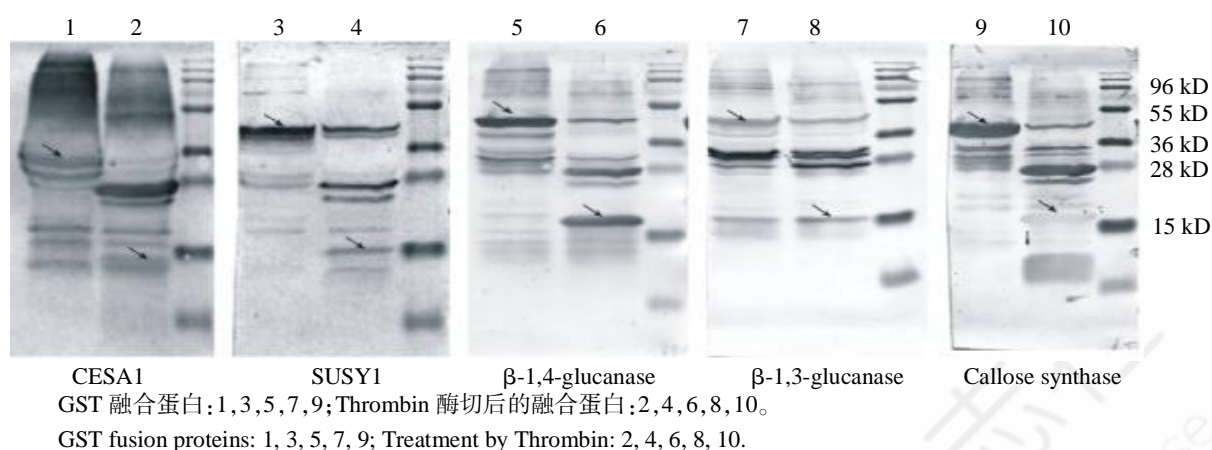 1 2 3 4 5 6 7 8 9 10
96 kD
55 kD
36 kD
28 kD
15 kD
CESA1 SUSY1 β-1,4-glucanase β-1,3-glucanase Callose synthase
GST 融合蛋白:1,3,5,7,9;Thrombin 酶切后的融合蛋白:2,4,6,8,10。
GST fusion proteins: 1, 3, 5, 7, 9; Treatment by Thrombin: 2, 4, 6, 8, 10.